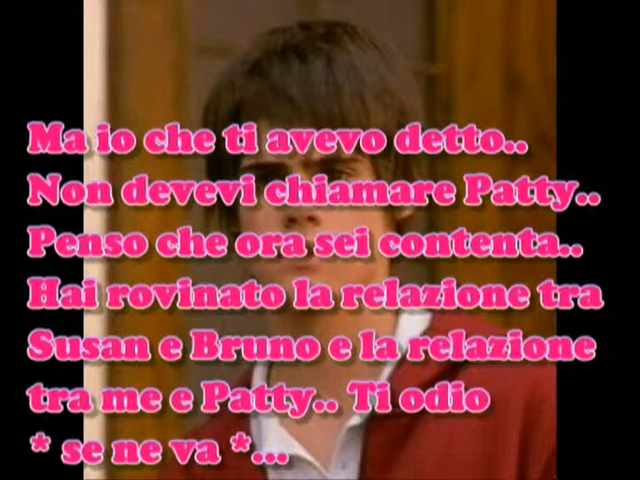 Ma io che ti avevo detto..
Non devevi chiamare Patty..
Penso che ora sei contenta..
Hai rovinato la relazione tra
Susan e Bruno e la relazione
tra me e Patty.. Ti odio
* se ne va *...